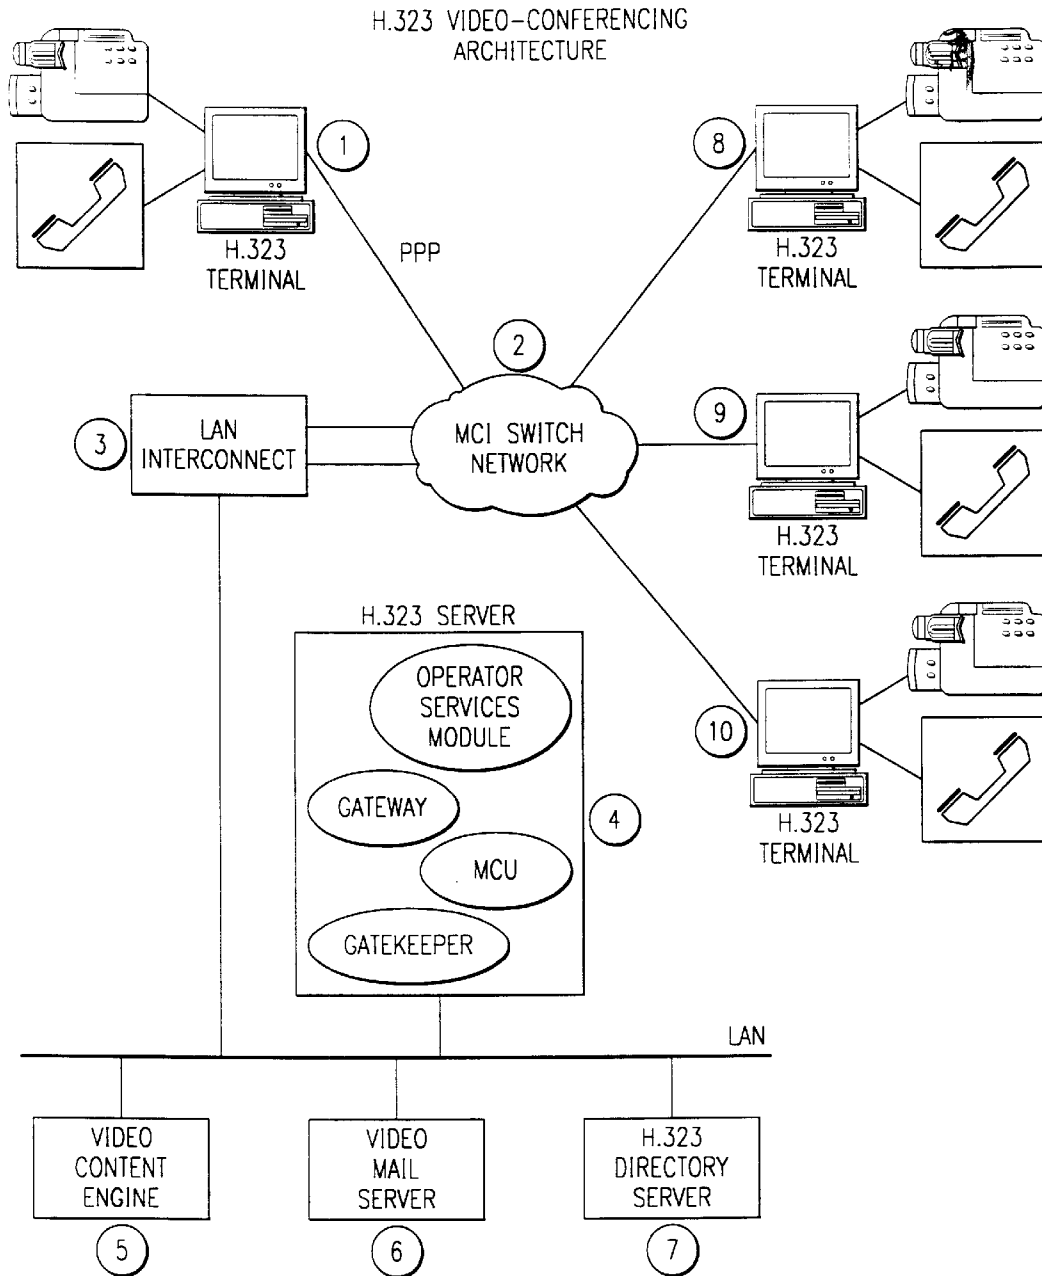 H.323 VIDEO-CONFERENCING
ARCHITECTURE
1
H.323
TERMINAL
PPP
8
H.323
TERMINAL
2
MCI SWITCH
NETWORK
3
LAN
INTERCONNECT
9
H.323
TERMINAL
H.323 SERVER
OPERATOR
SERVICES
MODULE
GATEWAY
MCU
GATEKEEPER
4
10
H.323
TERMINAL
LAN
VIDEO
CONTENT
ENGINE
5
VIDEO
MAIL
SERVER
6
H.323
DIRECTORY
SERVER
7